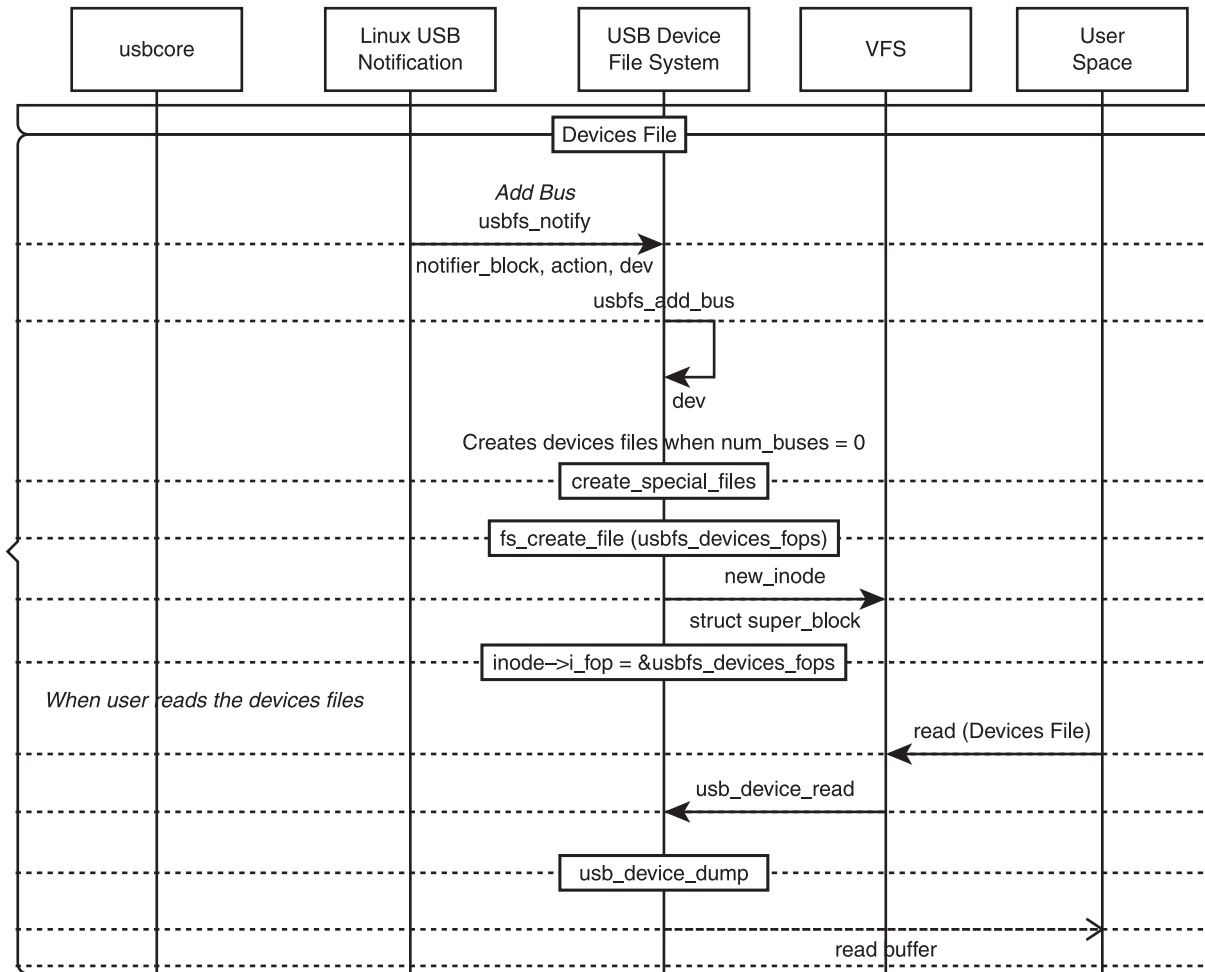 usbcore
Linux USB
Notification
USB Device
File System
VFS
User
Space
Devices File
Add Bus
usbfs_notify
notifier_block, action, dev
usbfs_add_bus
dev
Creates devices files when num_buses = 0
create_special_files
fs_create_file (usbfs_devices_fops)
new_inode
struct super_block
inode–>i_fop = &usbfs_devices_fops
When user reads the devices files
read (Devices File)
usb_device_read
usb_device_dump
read buffer